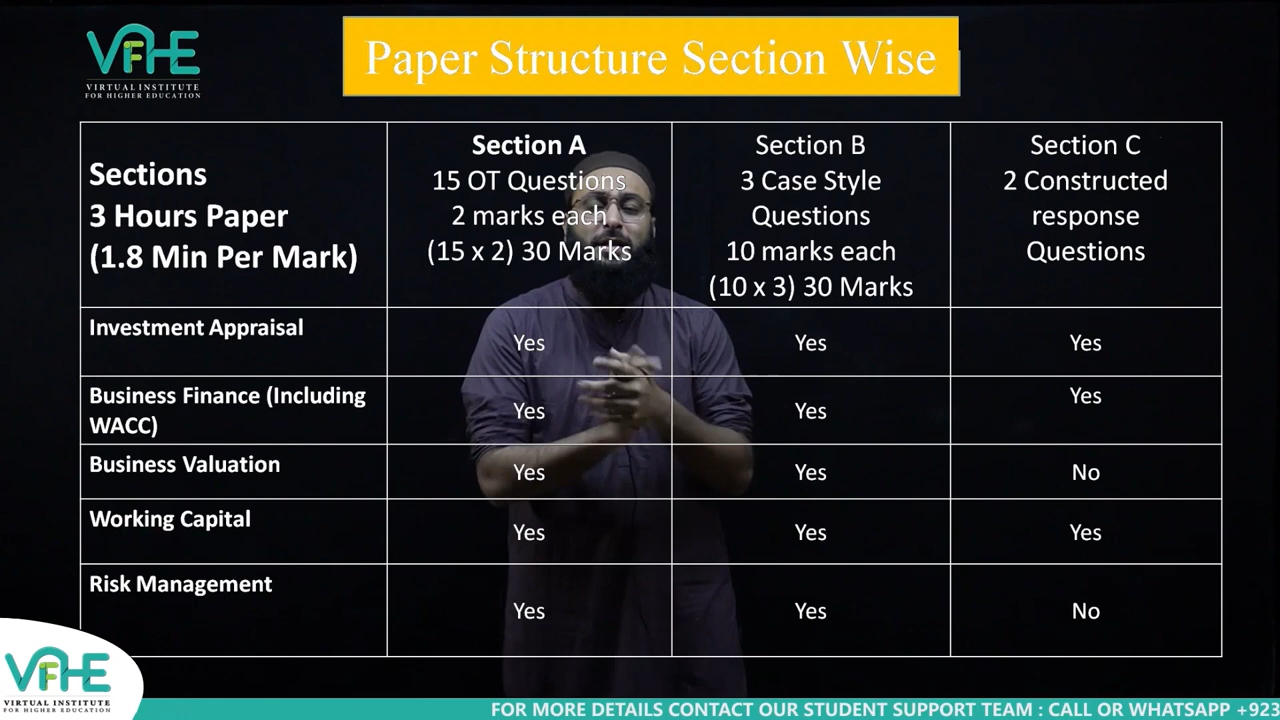 VFHE
VIRTUAL INSTITUTE
FOR HIGHER EDUCATION
Paper Structure Section Wise
Sections
3 Hours Paper
(1.8 Min Per Mark)
Section A
15 OT Questions
2 marks each
(15 x 2) 30 Marks
Section B
3 Case Style
Questions
10 marks each
(10 x 3) 30 Marks
Section C
2 Constructed
response
Questions
Investment Appraisal
Yes
Yes
Yes
Business Finance (Including
WACC)
Yes
Yes
Yes
Business Valuation
Yes
Yes
No
Working Capital
Yes
Yes
Yes
Risk Management
Yes
Yes
No
VFHE
VIRTUAL INSTITUTE
FOR HIGHER EDUCATION
FOR MORE DETAILS CONTACT OUR STUDENT SUPPORT TEAM : CALL OR WHATSAPP +923